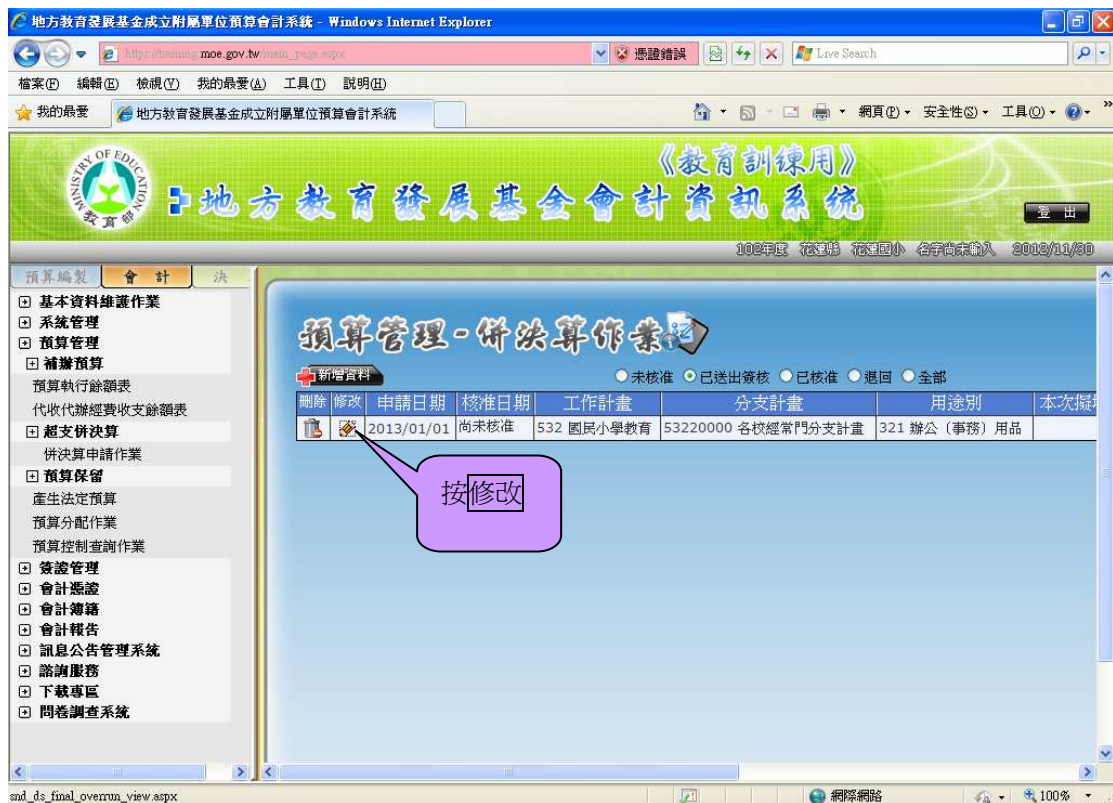 地方教育發展基金成立附屬單位預算會計系統 - Windows Internet Explorer
https://training.moe.gov.tw/main_page.aspx 憑證錯誤 Live Search
檔案(F) 編輯(E) 檢視(V) 我的最愛(A) 工具(T) 說明(H)
我的最愛 地方教育發展基金成立附屬單位預算會計系統 網頁(P) 安全性(S) 工具(O) »
MINISTRY OF EDUCATION
教育部
《教育訓練用》
地方教育發展基金會計資訊系統
登出
102年度 花蓮縣 花蓮國小 名字尚未輸入 2012/11/30
預算編製 會計 決
基本資料維護作業
系統管理
預算管理
補辦預算
預算執行餘額表
代收代辦經費收支餘額表
超支併決算
併決算申請作業
預算保留
產生法定預算
預算分配作業
預算控制查詢作業
簽證管理
會計憑證
會計簿籍
會計報告
訊息公告管理系統
諮詢服務
下載專區
問卷調查系統
預算管理-併決算作業
新增資料 未核准 已送出簽核 已核准 退回 全部
刪除 修改 申請日期 核准日期 工作計畫 分支計畫 用途別 本次擬增
2013/01/01 尚未核准 532 國民小學教育 53220000 各校經常門分支計畫 321 辦公（事務）用品
按修改
snd_ds_final_overrun_view.aspx 網際網路 100%